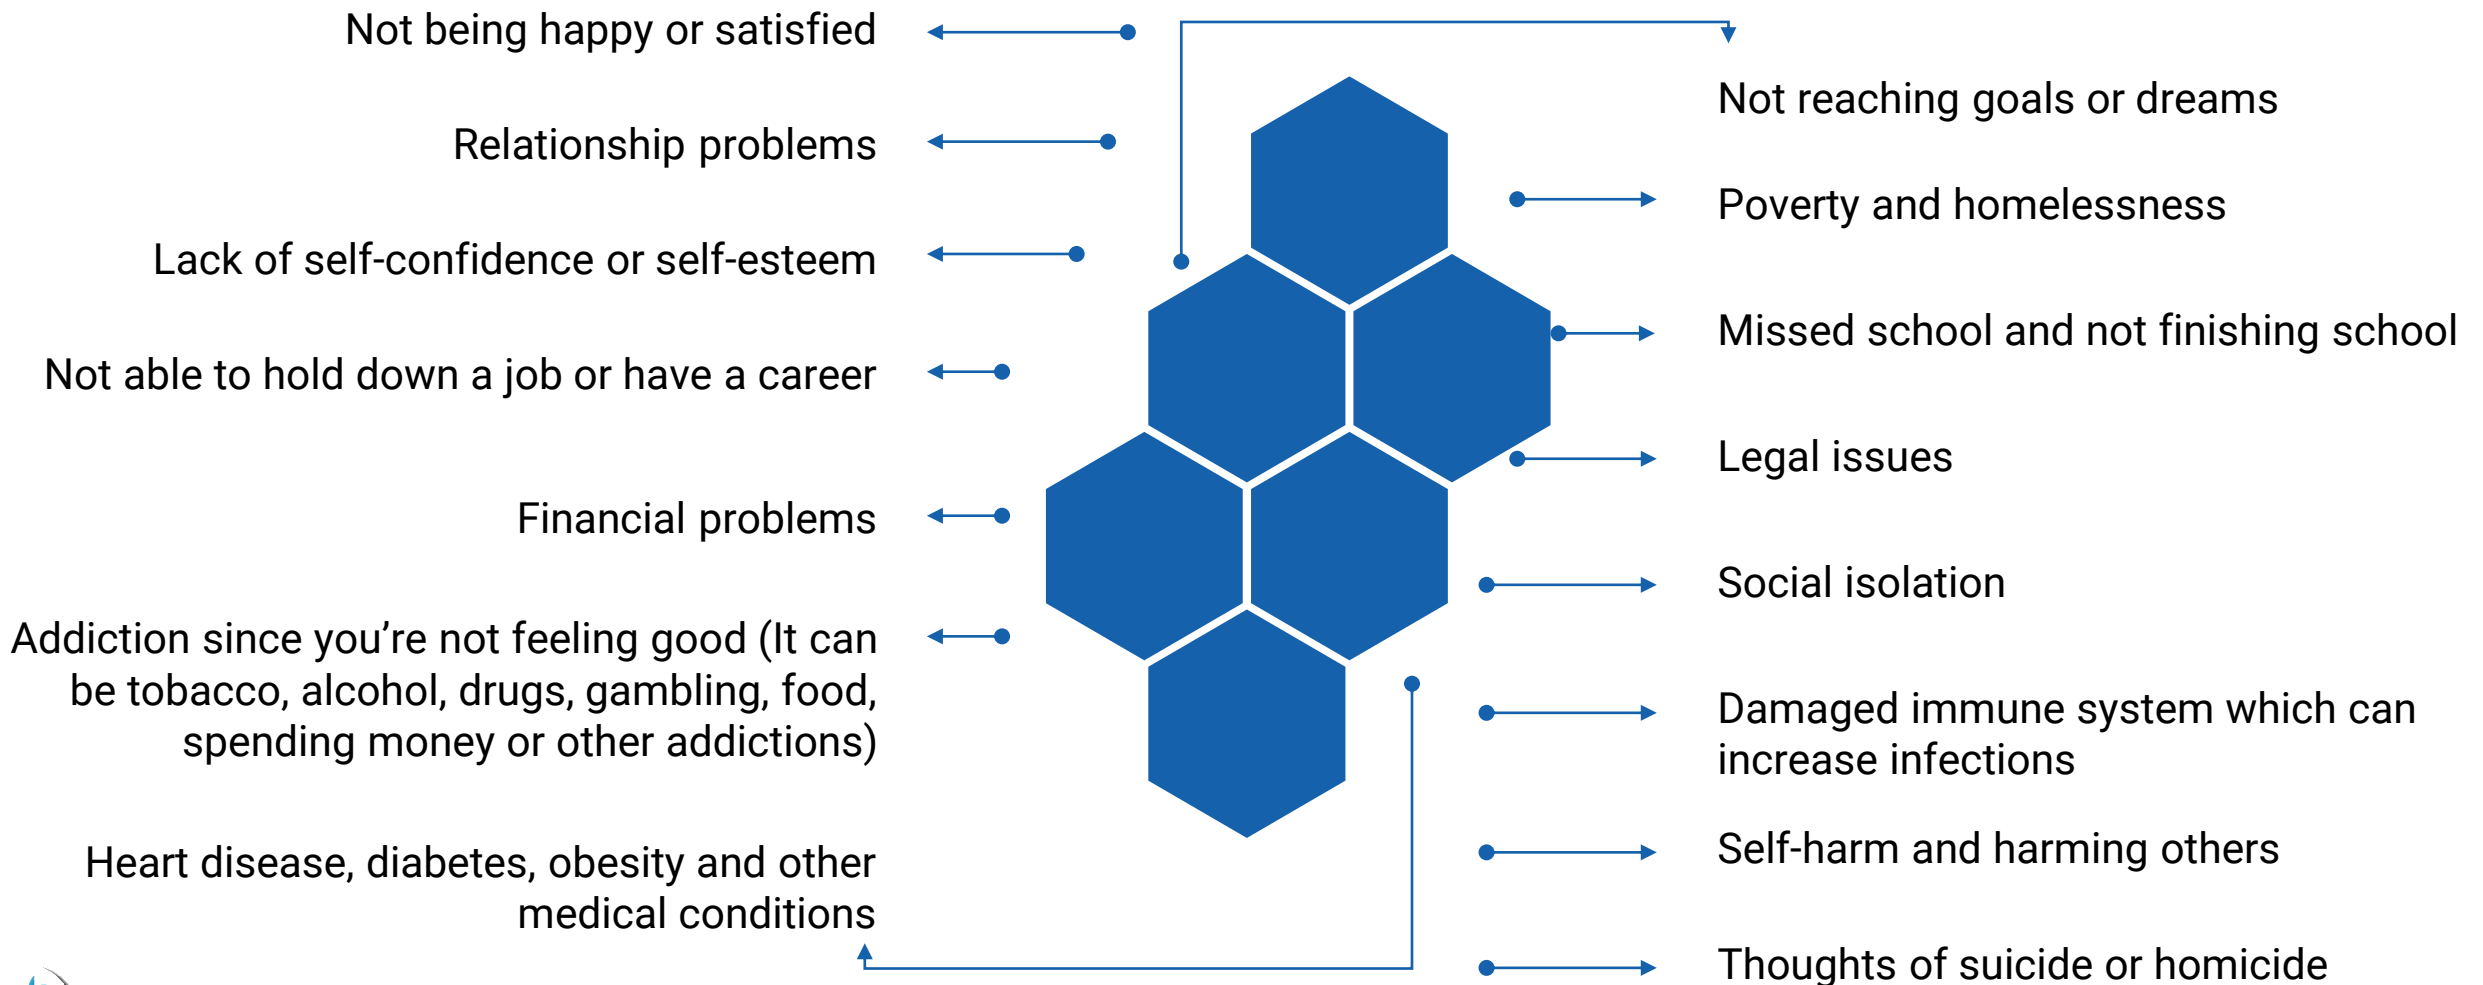 Not being happy or satisfied
Relationship problems
Lack of self-confidence or self-esteem
Not able to hold down a job or have a career
Financial problems
Addiction since you’re not feeling good (It can
be tobacco, alcohol, drugs, gambling, food,
spending money or other addictions)
Heart disease, diabetes, obesity and other
medical conditions
Not reaching goals or dreams
Poverty and homelessness
Missed school and not finishing school
Legal issues
Social isolation
Damaged immune system which can
increase infections
Self-harm and harming others
Thoughts of suicide or homicide